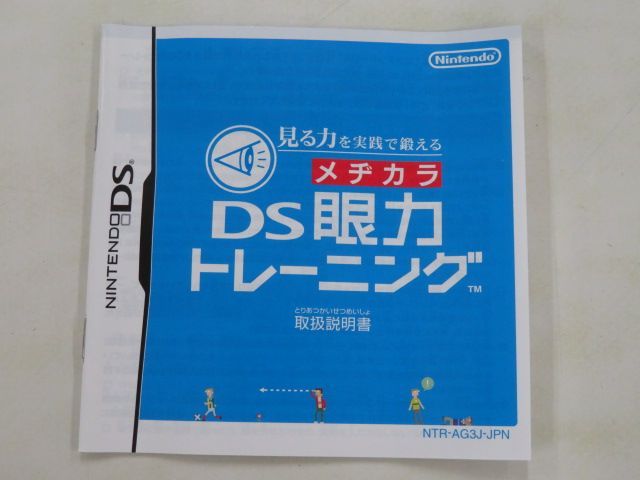 Nintendo
見る力を実践で鍛える
メヂカラ
DS眼力
トレーニング™
とりあつかいせつめいしょ
取扱説明書
NINTENDO DS®
!
NTR-AG3J-JPN